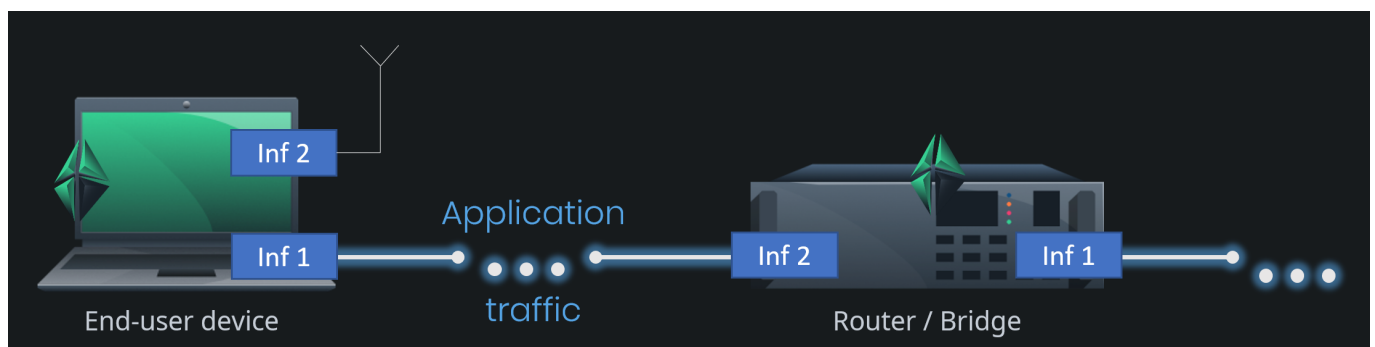 Inf 2
Inf 1
End-user device
Application
traffic
Inf 2
Inf 1
Router / Bridge